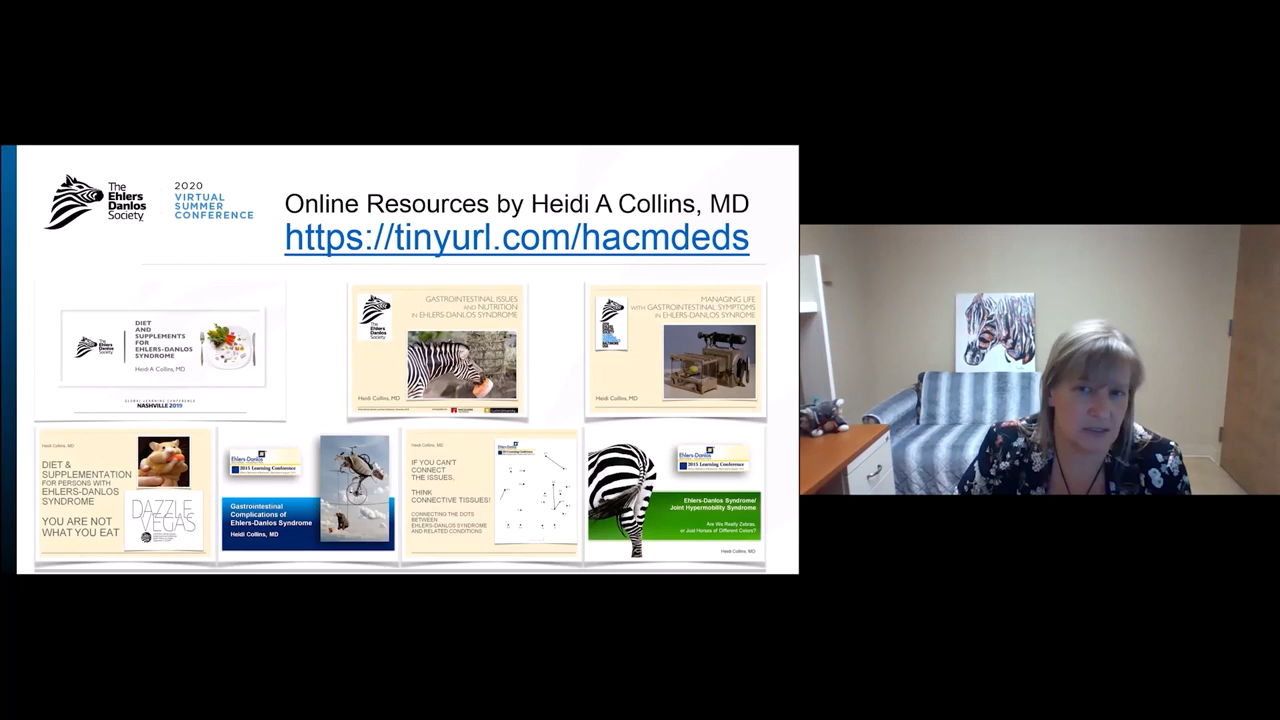 The
Ehlers
Danlos
Society
2020
VIRTUAL
SUMMER
CONFERENCE
Online Resources by Heidi A Collins, MD
https://tinyurl.com/hacmdeds
DIET
AND
SUPPLEMENTS
FOR
EHLERS-DANLOS
SYNDROME
Heidi A Collins, MD
GLOBAL LEARNING CONFERENCE
NASHVILLE 2019
GASTROINTESTINAL ISSUES
AND NUTRITION
IN EHLERS-DANLOS SYNDROME
Heidi Collins, MD
MANAGING LIFE
WITH GASTROINTESTINAL SYMPTOMS
IN EHLERS-DANLOS SYNROME
Heidi Collins, MD
Heidi Collins, MD
DIET &
SUPPLEMENTATION
FOR PERSONS WITH
EHLERS-DANLOS
SYNDROME
YOU ARE NOT
WHAT YOU EAT
DAZZLE
VEGAS
Ehlers-Danlos
2015 Learning Conference
Gastrointestinal
Complications of
Ehlers-Danlos Syndrome
Heidi Collins, MD
Heidi Collins, MD
IF YOU CAN'T
CONNECT
THE ISSUES.
THINK
CONNECTIVE TISSUES!
CONNECTING THE DOTS
BETWEEN
EHLERS-DANLOS SYNDROME
AND RELATED CONDITIONS
Ehlers-Danlos
2015 Learning Conference
Ehlers-Danlos Syndrome/
Joint Hypermobility Syndrome
Are We Really Zebras,
or Just Horses of Different Colors?
Heidi Collins, MD